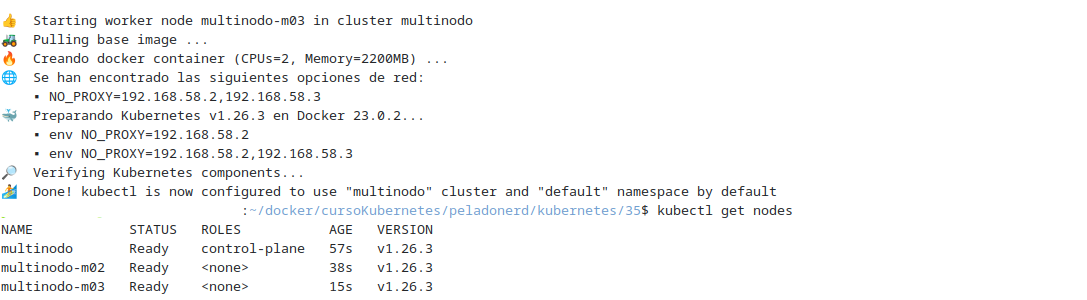 👍  Starting worker node multinodo-m03 in cluster multinodo
🚜  Pulling base image ...
🔥  Creando docker container (CPUs=2, Memory=2200MB) ...
🌐  Se han encontrado las siguientes opciones de red:
    ▪ NO_PROXY=192.168.58.2,192.168.58.3
🐳  Preparando Kubernetes v1.26.3 en Docker 23.0.2...
    ▪ env NO_PROXY=192.168.58.2
    ▪ env NO_PROXY=192.168.58.2,192.168.58.3
🔎  Verifying Kubernetes components...
🏄  Done! kubectl is now configured to use "multinodo" cluster and "default" namespace by default
:~/docker/cursoKubernetes/peladonerd/kubernetes/35$ kubectl get nodes
NAME            STATUS   ROLES           AGE   VERSION
multinodo       Ready    control-plane   57s   v1.26.3
multinodo-m02   Ready    <none>          38s   v1.26.3
multinodo-m03   Ready    <none>          15s   v1.26.3